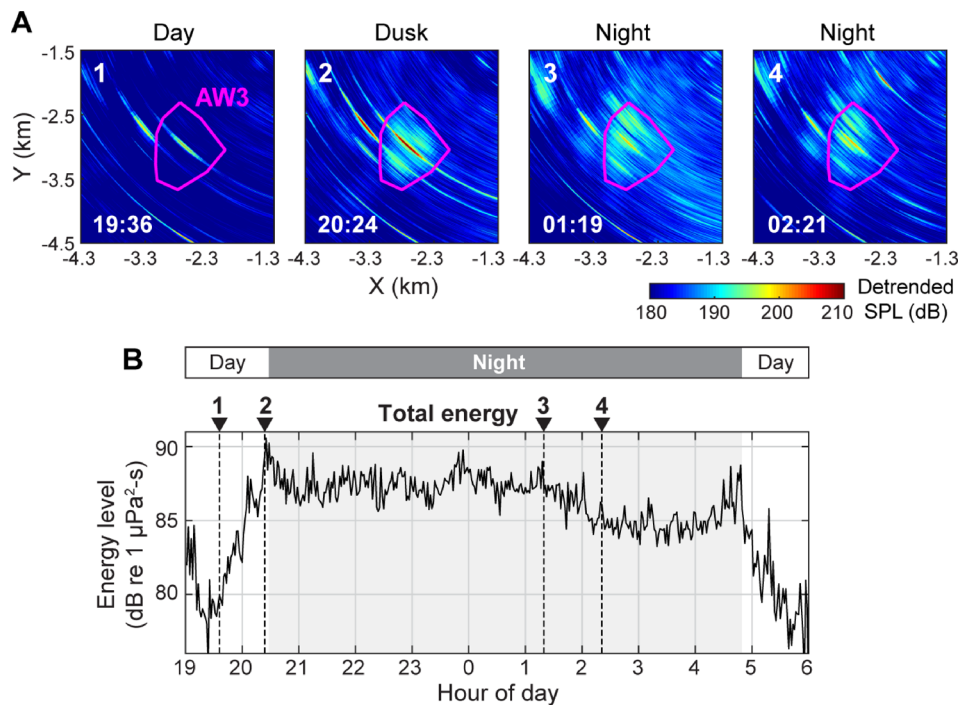 A
Day Dusk Night Night
1 2 3 4
AW3
-1.5
-2.5
-3.5
-4.5
Y (km)
19:36 20:24 01:19 02:21
-4.3 -3.3 -2.3 -1.3 -4.3 -3.3 -2.3 -1.3 -4.3 -3.3 -2.3 -1.3 -4.3 -3.3 -2.3 -1.3
X (km)
180 190 200 210
Detrended
SPL (dB)
B
Day Night Day
1 2 Total energy 3 4
90
85
80
Energy level
(dB re 1 µPa²-s)
19 20 21 22 23 0 1 2 3 4 5 6
Hour of day